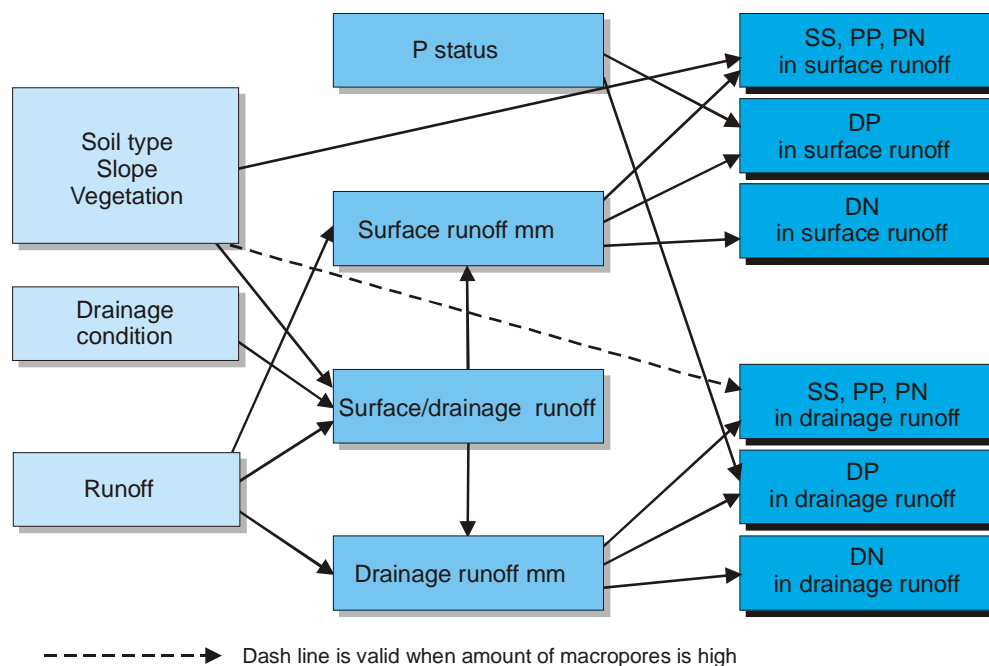 P status
SS, PP, PN
in surface runoff
Soil type
Slope
Vegetation
DP
in surface runoff
Surface runoff mm
DN
in surface runoff
Drainage
condition
Surface/drainage runoff
SS, PP, PN
in drainage runoff
Runoff
DP
in drainage runoff
Drainage runoff mm
DN
in drainage runoff
Dash line is valid when amount of macropores is high